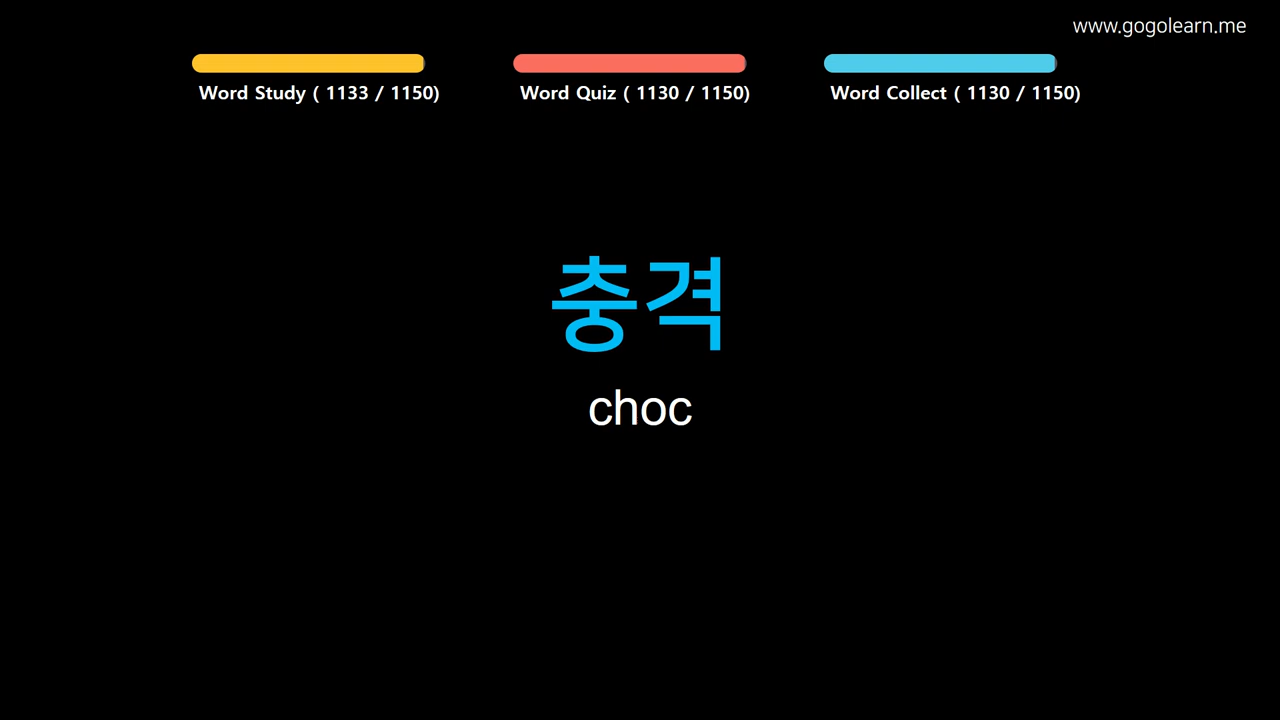 www.gogolearn.me
Word Study ( 1133 / 1150)
Word Quiz ( 1130 / 1150)
Word Collect ( 1130 / 1150)
충격
choc